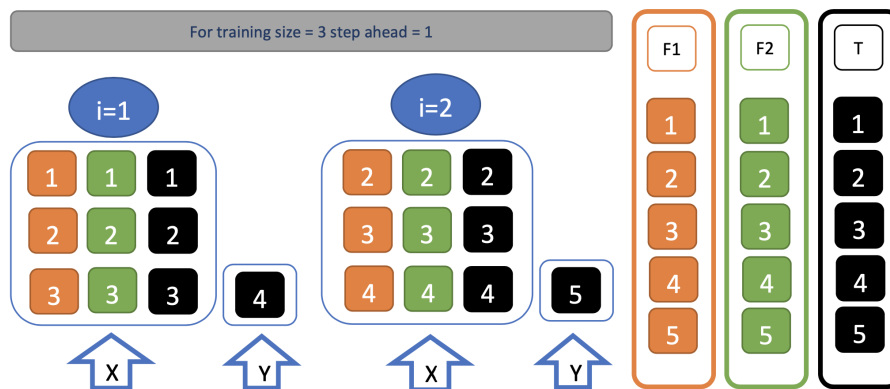 For training size = 3 step ahead = 1
F1 F2 T
i=1 i=2
1 1 1 2 2 2 1 1 1
2 2 2 3 3 3 2 2 2
3 3 3 4 4 4 4 5 3 3 3
4 4 4
5 5 5
X Y X Y